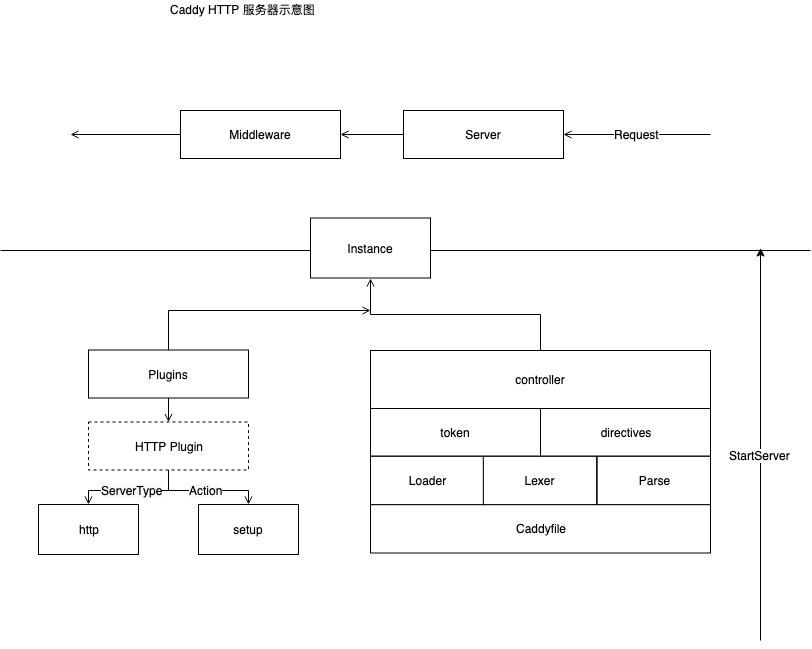 Caddy HTTP 服务器示意图
Middleware
Server
Request
Instance
Plugins
controller
HTTP Plugin
token
directives
StartServer
ServerType
Action
Loader
Lexer
Parse
http
setup
Caddyfile